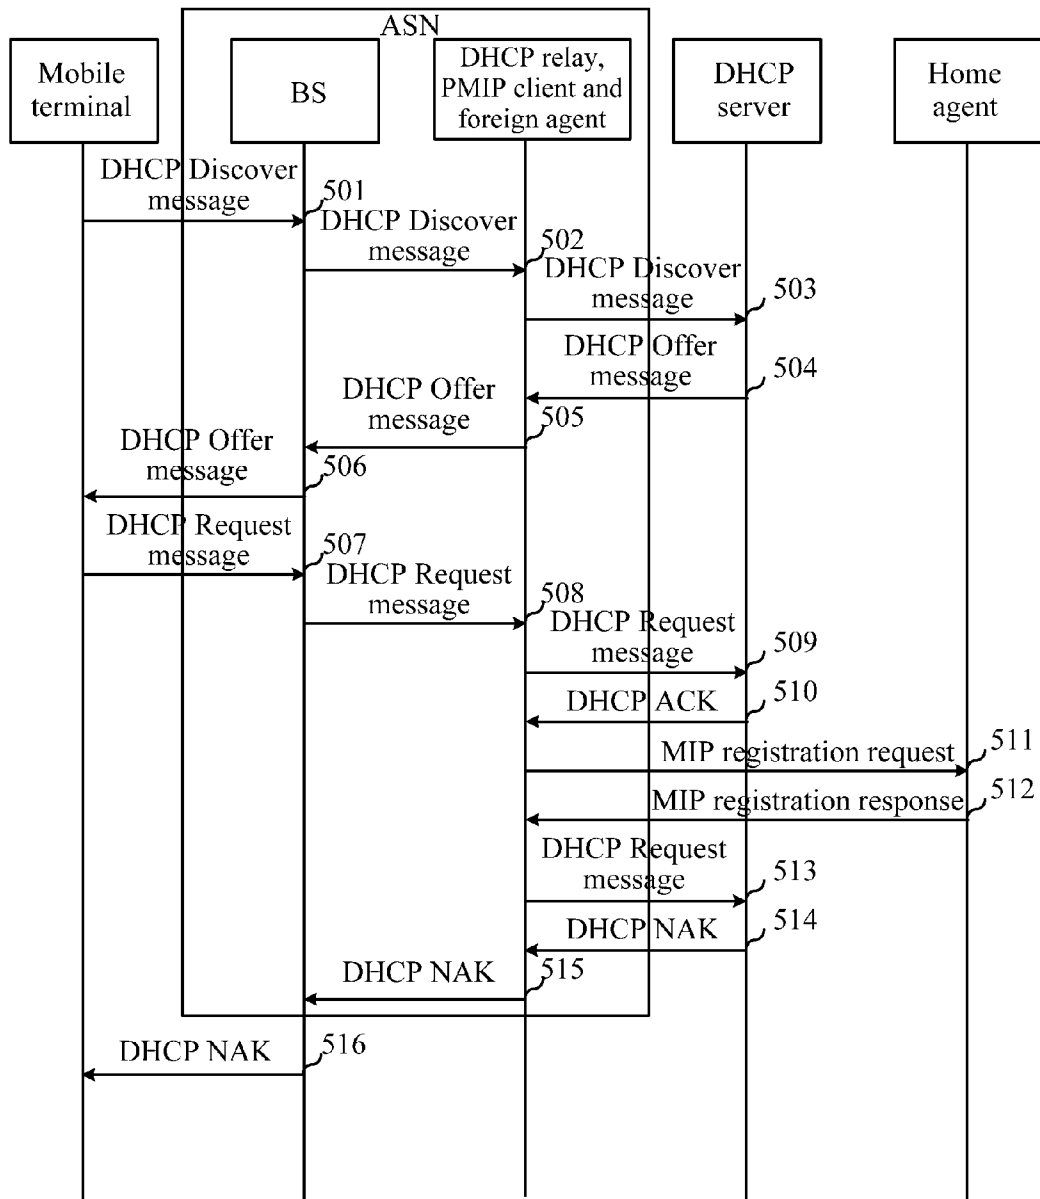 ASN
Mobile
terminal
BS
DHCP relay,
PMIP client and
foreign agent
DHCP
server
Home
agent
DHCP Discover
message
501
DHCP Discover
message
502
DHCP Discover
message
503
DHCP Offer
message
504
DHCP Offer
message
505
DHCP Offer
message
506
DHCP Request
message
507
DHCP Request
message
508
DHCP Request
message
509
DHCP ACK
510
MIP registration request
511
MIP registration response
512
DHCP Request
message
513
DHCP NAK
514
DHCP NAK
515
DHCP NAK
516